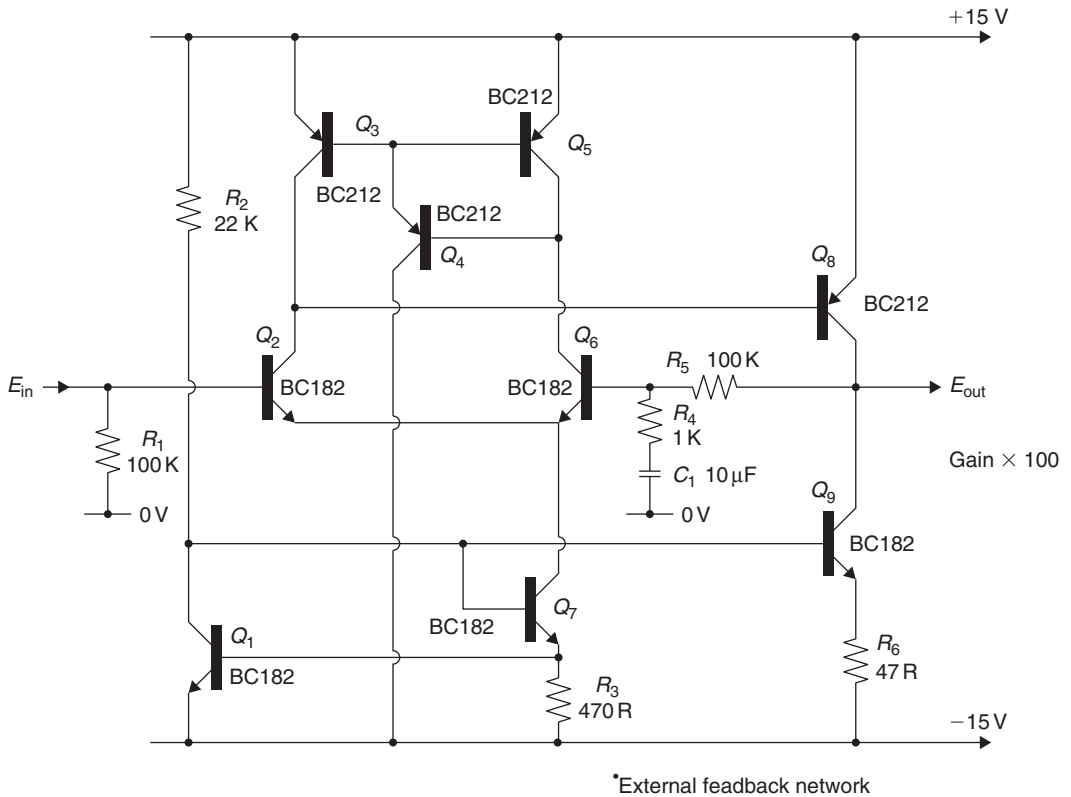 +15 V
BC212
Q3
Q5
BC212
R2
22 K
BC212
Q4
Q8
BC212
Q2
Q6
R5 100 K
Ein
BC182
BC182
Eout
R4
1 K
R1
100 K
C1 10 µF
Gain × 100
Q9
0 V
0 V
BC182
Q7
BC182
Q1
BC182
R6
47 R
R3
470 R
−15 V
•External feadback network